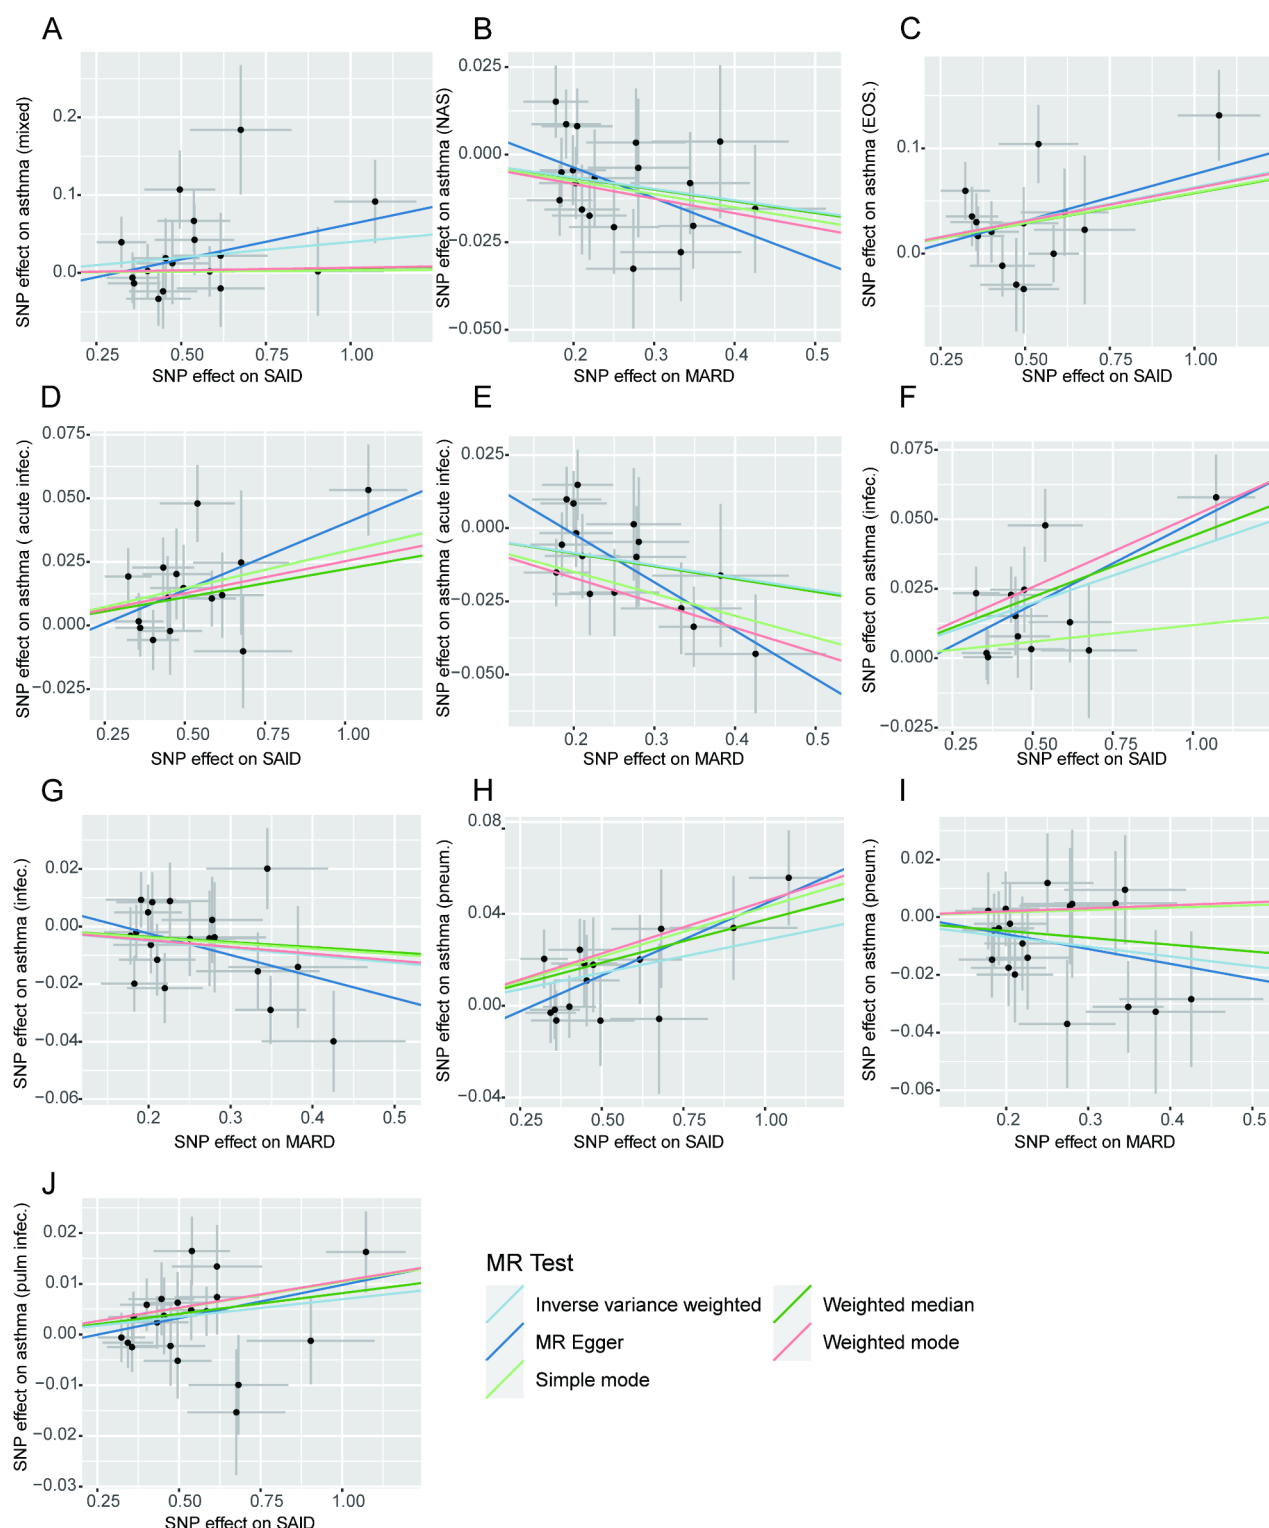 A
SNP effect on asthma (mixed)
0.2
0.1
0.0
0.25 0.50 0.75 1.00
SNP effect on SAID
B
SNP effect on asthma (NAS)
0.025
0.000
−0.025
−0.050
0.2 0.3 0.4 0.5
SNP effect on MARD
C
SNP effect on asthma (EOS.)
0.1
0.0
0.25 0.50 1.00
SNP effect on SAID
D
SNP effect on asthma ( acute infec.)
0.075
0.050
0.025
0.000
−0.025
0.25 0.50 0.75 1.00
SNP effect on SAID
E
SNP effect on asthma ( acute infec.)
0.025
0.000
−0.025
−0.050
0.2 0.3 0.4 0.5
SNP effect on MARD
F
SNP effect on asthma (infec.)
0.075
0.050
0.025
0.000
−0.025
0.25 0.50 1.00
SNP effect on SAID
G
SNP effect on asthma (infec.)
0.02
0.00
−0.02
−0.04
−0.06
0.2 0.3 0.4 0.5
SNP effect on MARD
H
SNP effect on asthma (pneum.)
0.08
0.04
0.00
−0.04
0.25 0.50 0.75 1.00
SNP effect on SAID
I
SNP effect on asthma (pneum.)
0.02
0.00
−0.02
−0.04
−0.06
0.2 0.3 0.4 0.5
SNP effect on MARD
J
SNP effect on asthma (pulm infec.)
0.02
0.01
0.00
−0.01
−0.02
−0.03
0.25 0.50 0.75 1.00
SNP effect on SAID
MR Test
Inverse variance weighted
MR Egger
Simple mode
Weighted median
Weighted mode